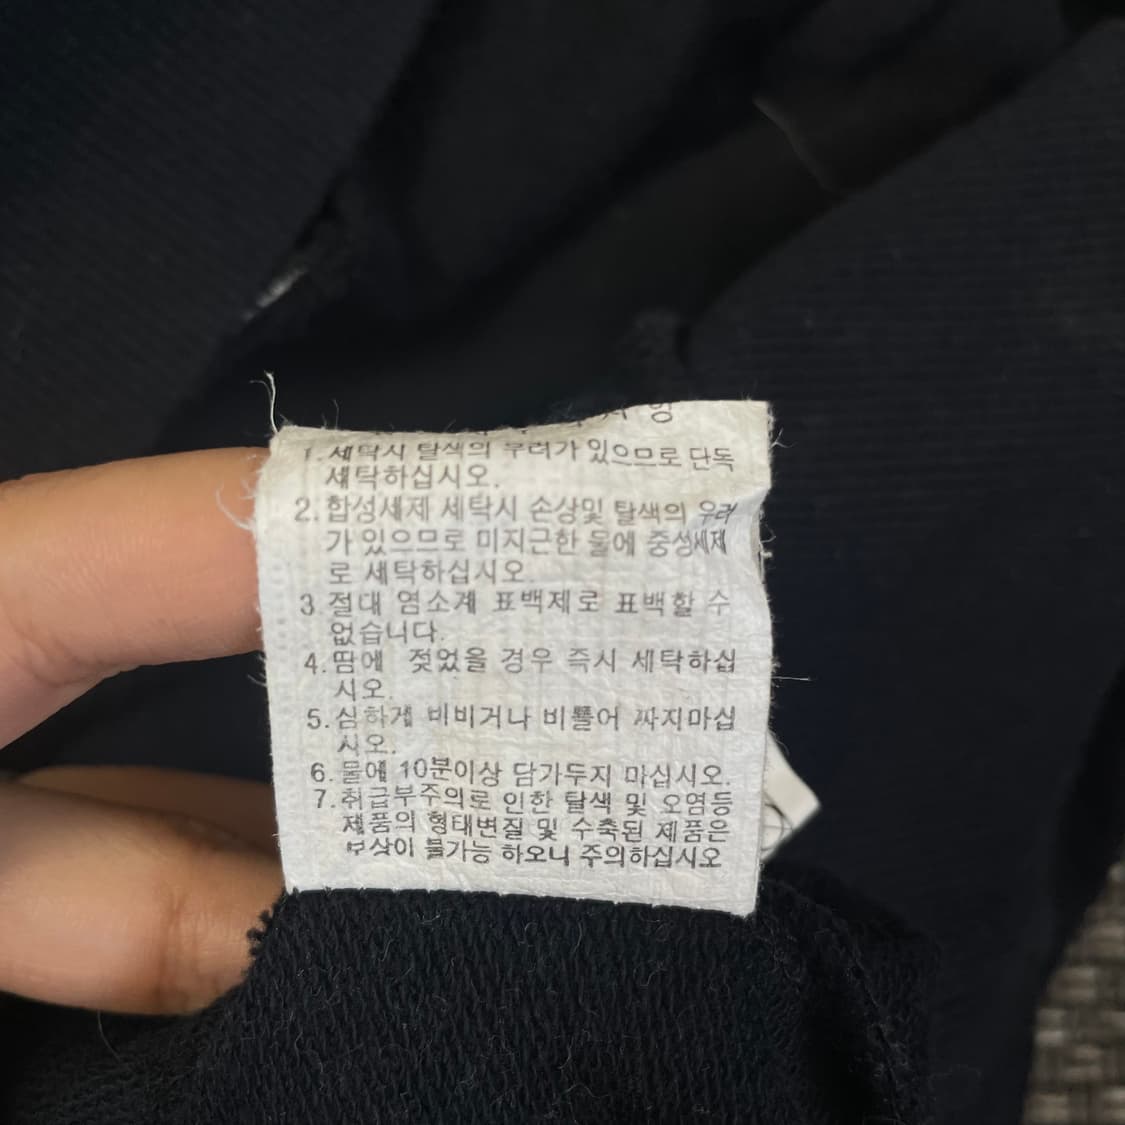 1. 세탁시 탈색의 우려가 있으므로 단독
세탁하십시오.
2. 합성세제 세탁시 손상및 탈색의 우려
가 있으므로 미지근한 물에 중성세제
로 세탁하십시오.
3. 절대 염소계 표백제로 표백할 수
없습니다.
4. 땀에 젖었을 경우 즉시 세탁하십
시오.
5. 심하게 비비거나 비틀어 짜지마십
시오.
6. 물에 10분이상 담가두지 마십시오.
7. 취급부주의로 인한 탈색 및 오염등
제품의 형태변질 및 수축된 제품은
보상이 불가능 하오니 주의하십시오